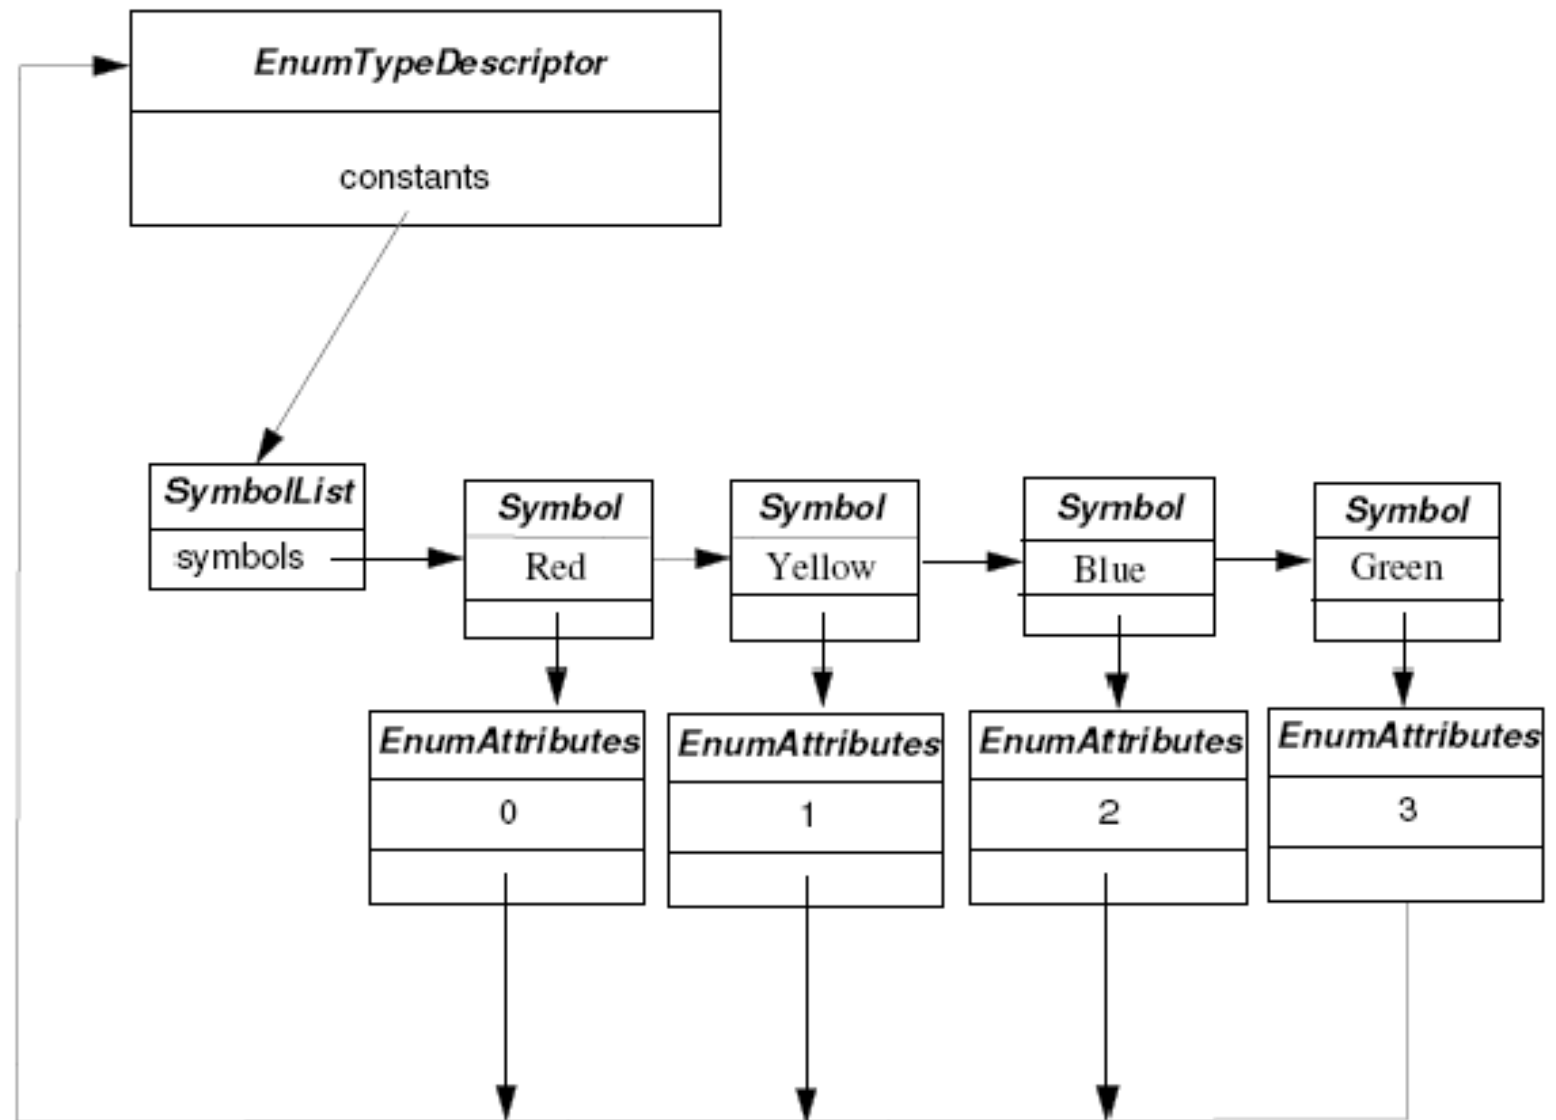 EnumTypeDescriptor
constants
SymbolList
symbols
Symbol
Red
Symbol
Yellow
Symbol
Blue
Symbol
Green
EnumAttributes
0
EnumAttributes
1
EnumAttributes
2
EnumAttributes
3